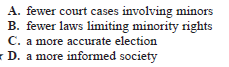 A. fewer court cases involving minors
B. fewer laws limiting minority rights
C. a more accurate election
D. a more informed society